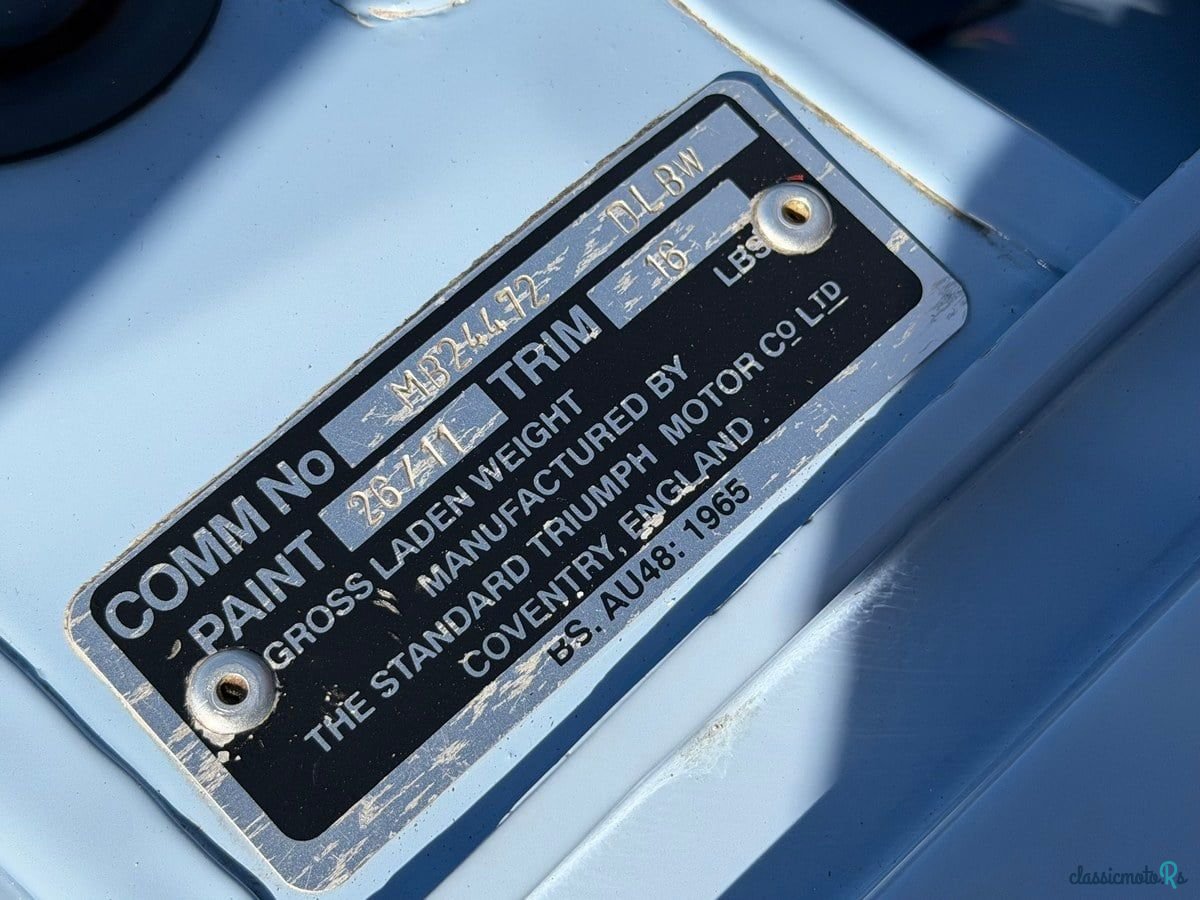 COMM No MB24472 DLBW
PAINT 26/11 TRIM 16
GROSS LADEN WEIGHT LBS
MANUFACTURED BY
THE STANDARD TRIUMPH MOTOR Co LTD
COVENTRY, ENGLAND.
BS. AU48: 1965
classicmotoRs